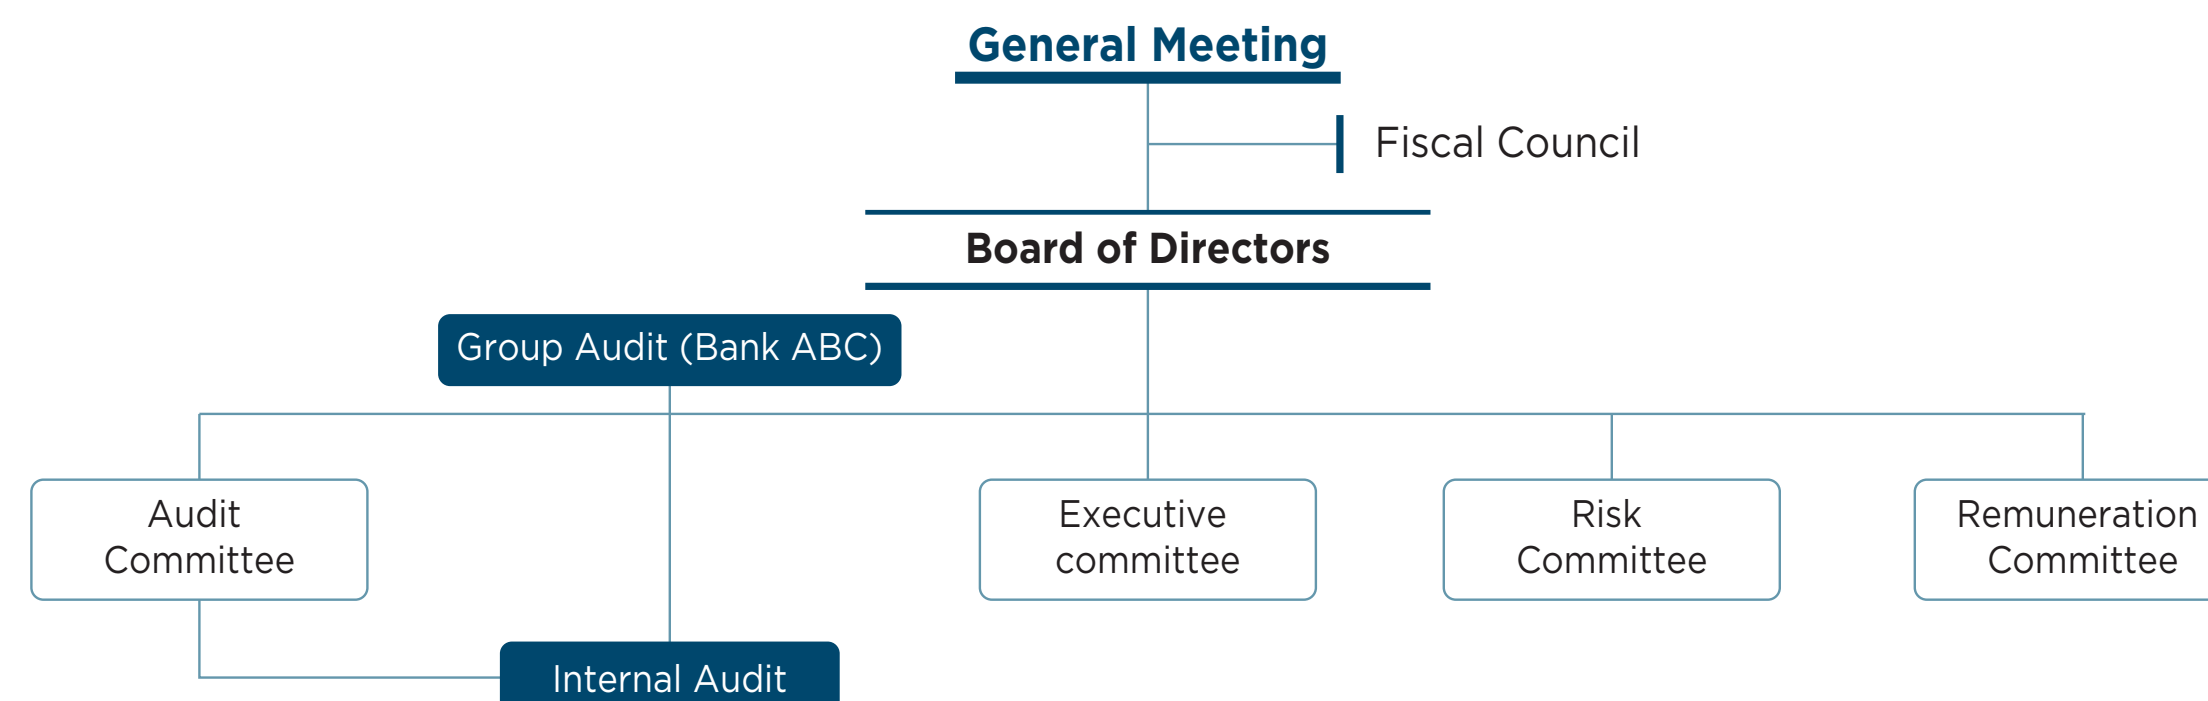 General Meeting
Fiscal Council
Board of Directors
Group Audit (Bank ABC)
Audit
Committee
Executive
committee
Risk
Committee
Remuneration
Committee
Internal Audit